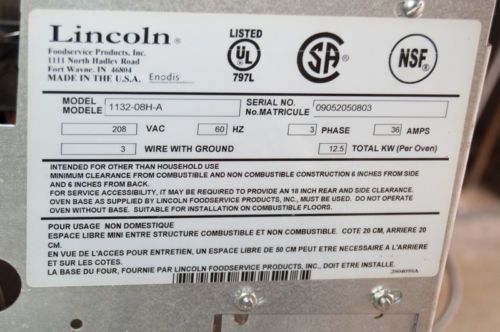 Lincoln®
Foodservice Products, Inc.
1111 North Hadley Road
Fort Wayne, IN 46804
MADE IN THE U.S.A. Enodis
LISTED
UL ®
797L
CSA ®
NSF®
MODEL
MODELE 1132-08H-A
SERIAL NO.
No.MATRICULE 09052050803
208 VAC 60 HZ 3 PHASE 36 AMPS
3 WIRE WITH GROUND 12.5 TOTAL KW (Per Oven)
INTENDED FOR OTHER THAN HOUSEHOLD USE
MINIMUM CLEARANCE FROM COMBUSTIBLE AND NON COMBUSTIBLE CONSTRUCTION 6 INCHES FROM SIDE
AND 6 INCHES FROM BACK.
FOR SERVICE ACCESSIBILITY, IT MAY BE REQUIRED TO PROVIDE AN 18 INCH REAR AND SIDE CLEARANCE.
OVEN BASE AS SUPPLIED BY LINCOLN FOODSERVICE PRODUCTS, INC., MUST BE USED. DO NOT OPERATE
OVEN WITHOUT BASE. SUITABLE FOR INSTALLATION ON COMBUSTIBLE FLOORS.
POUR USAGE NON DOMESTIQUE
ESPACE LIBRE MINI ENTRE STRUCTURE COMBUSTIBLE ET NON COMBUSTIBLE. COTE 20 CM, ARRIERE 20
CM.
EN VUE DE L'ACCES POUR ENTRETIEN, UN ESPACE LIBRE DE 50 CM PEUT ETRE NECESSAIRE A L'ARRIERE
ET SUR LES COTES.
LA BASE DU FOUR, FOURNIE PAR LINCOLN FOODSERVICE PRODUCTS, INC., DOIT ETRE INSTALLE.